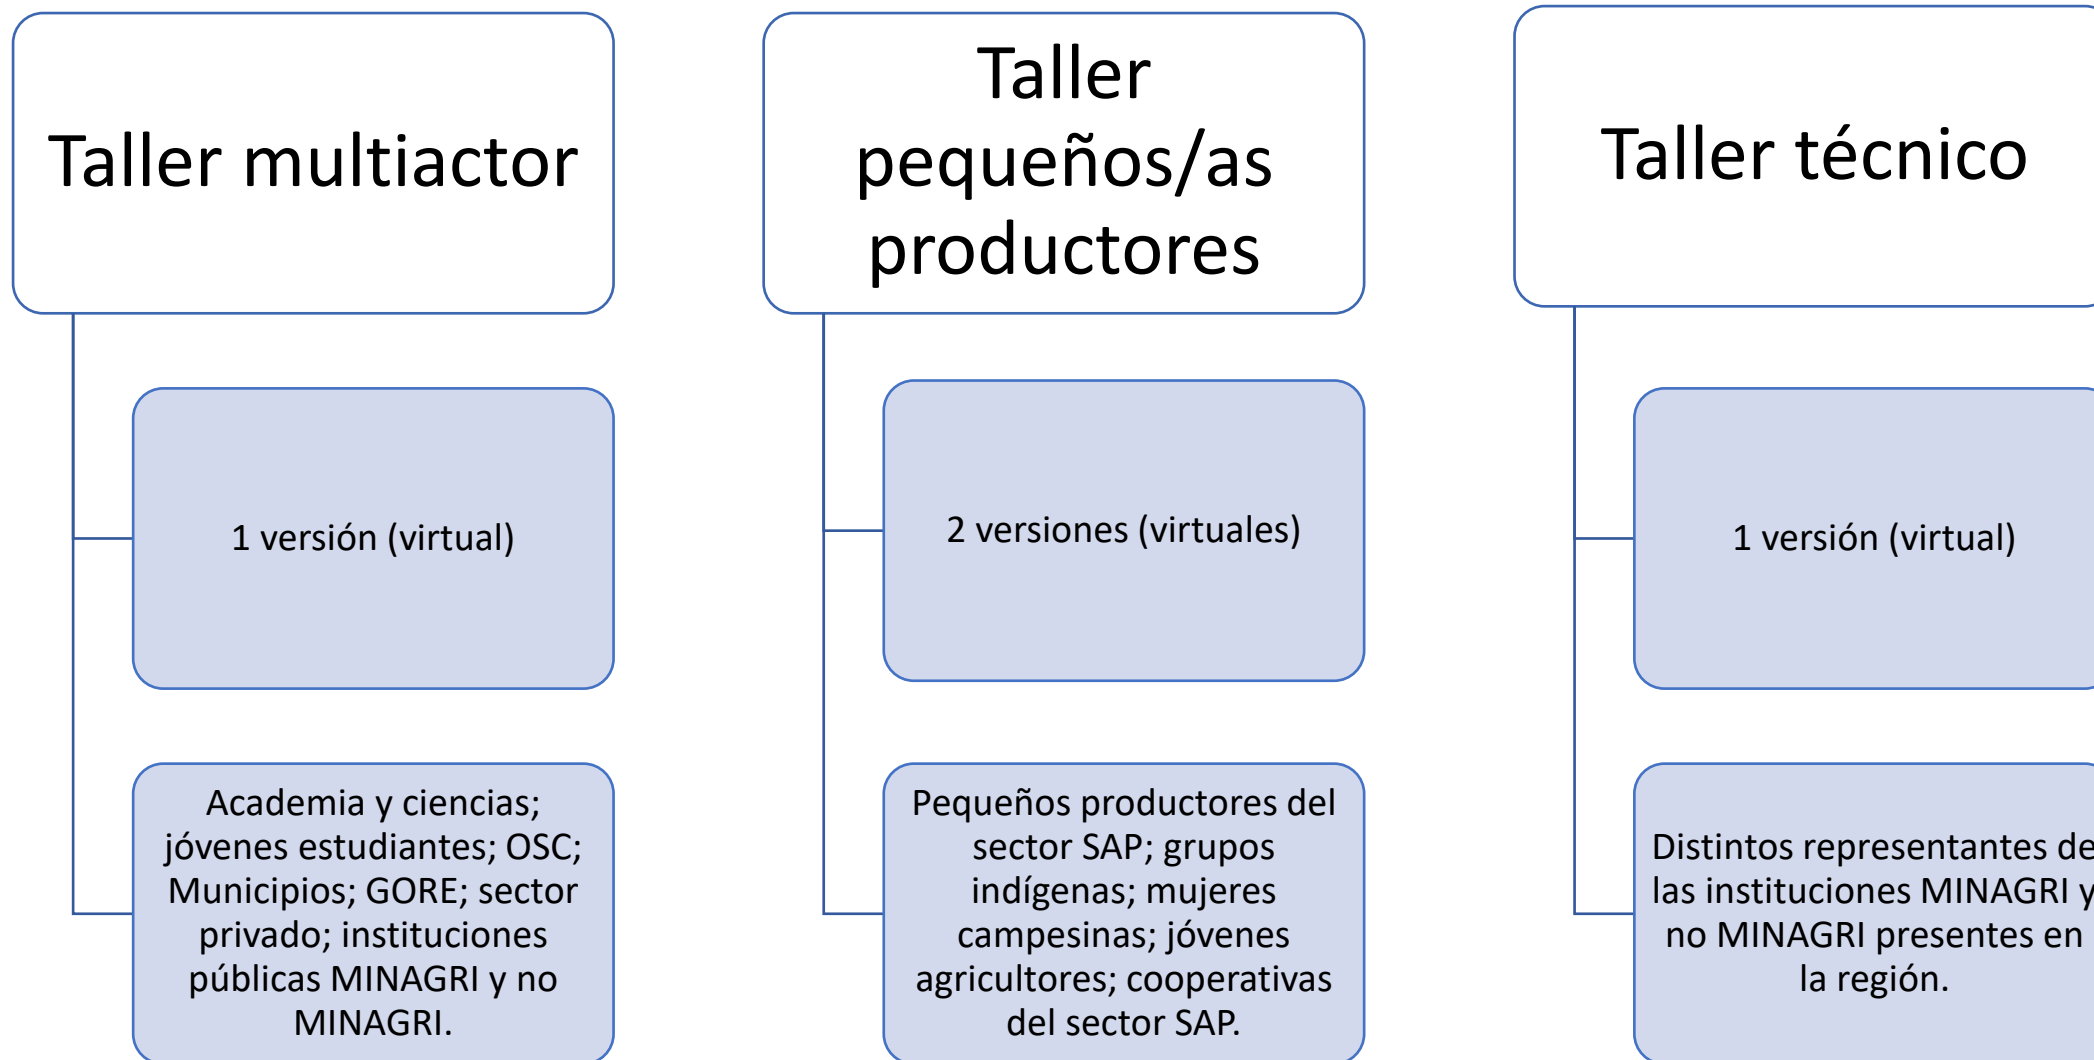 Taller multiactor
1 versión (virtual)
Academia y ciencias;
jóvenes estudiantes; OSC;
Municipios; GORE; sector
privado; instituciones
públicas MINAGRI y no
MINAGRI.
Taller
pequeños/as
productores
2 versiones (virtuales)
Pequeños productores del
sector SAP; grupos
indígenas; mujeres
campesinas; jóvenes
agricultores; cooperativas
del sector SAP.
Taller técnico
1 versión (virtual)
Distintos representantes de
las instituciones MINAGRI y
no MINAGRI presentes en
la región.